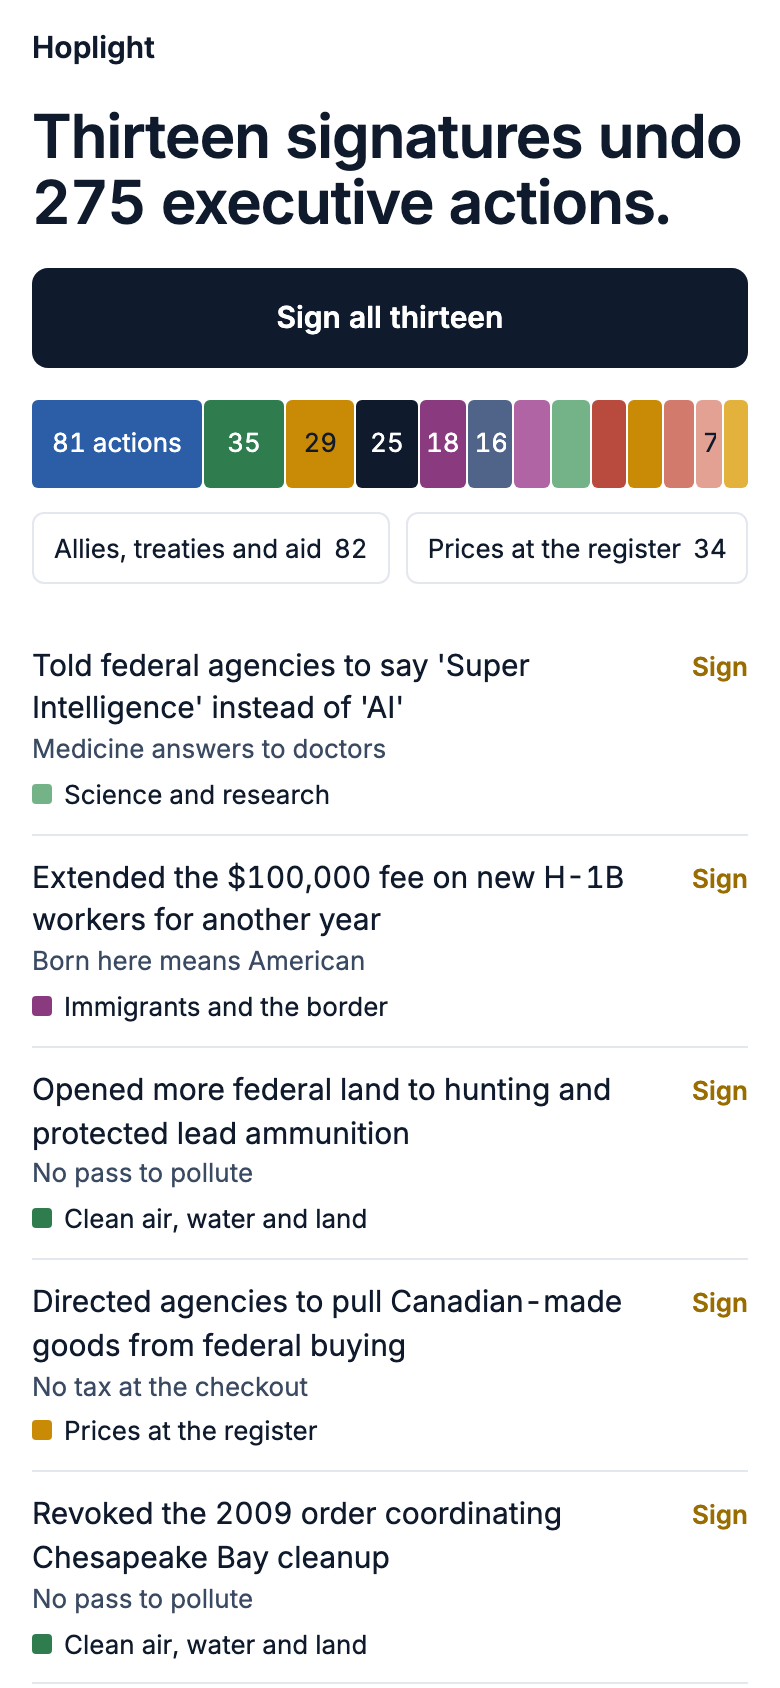 Hoplight
Thirteen signatures undo
275 executive actions.
Sign all thirteen
81 actions 35 29 25 18 16 7
Allies, treaties and aid 82 Prices at the register 34
Told federal agencies to say 'Super Sign
Intelligence' instead of 'AI'
Medicine answers to doctors
Science and research
Extended the $100,000 fee on new H-1B Sign
workers for another year
Born here means American
Immigrants and the border
Opened more federal land to hunting and Sign
protected lead ammunition
No pass to pollute
Clean air, water and land
Directed agencies to pull Canadian-made Sign
goods from federal buying
No tax at the checkout
Prices at the register
Revoked the 2009 order coordinating Sign
Chesapeake Bay cleanup
No pass to pollute
Clean air, water and land